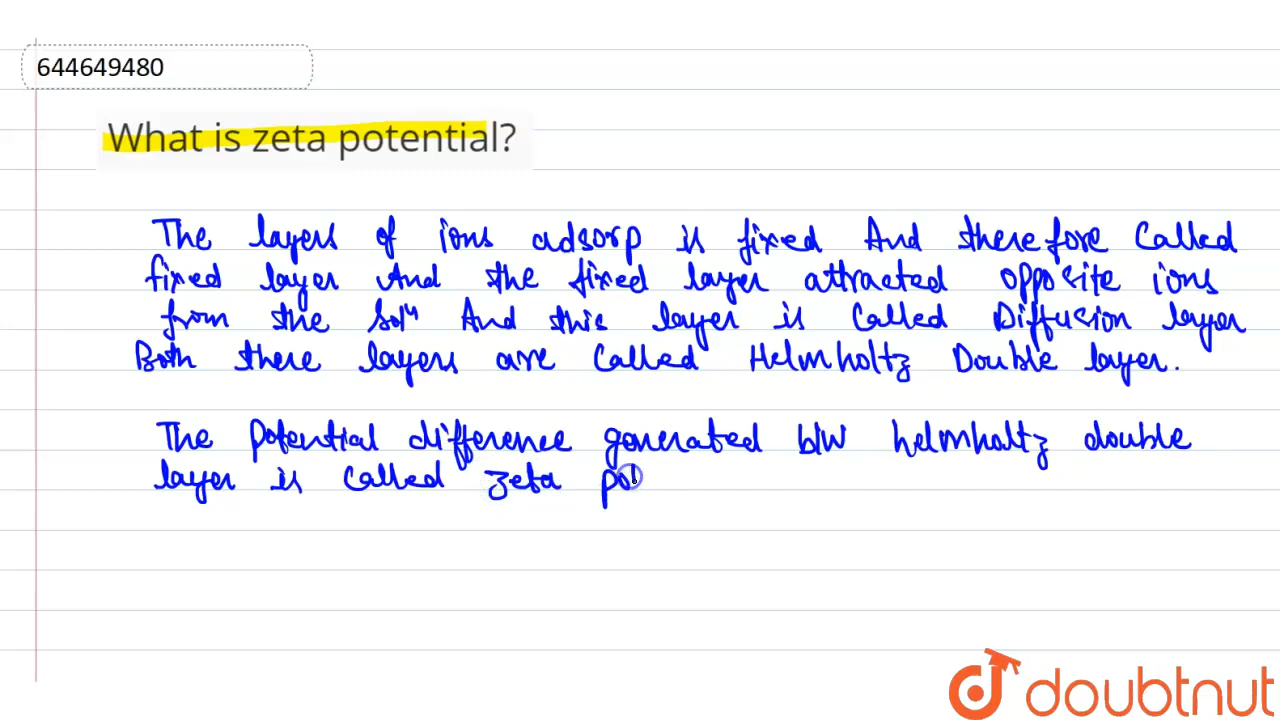 644649480
What is zeta potential?
The layers of ions adsorp is fixed And therefore Called
fixed layer And the fixed layer attracted opposite ions
from the Solⁿ And this layer is Called Diffusion layer
Both there layers are Called Helmholtz Double layer.
The Potential difference generated b/w helmholtz double
layer is called zeta pot
doubtnut